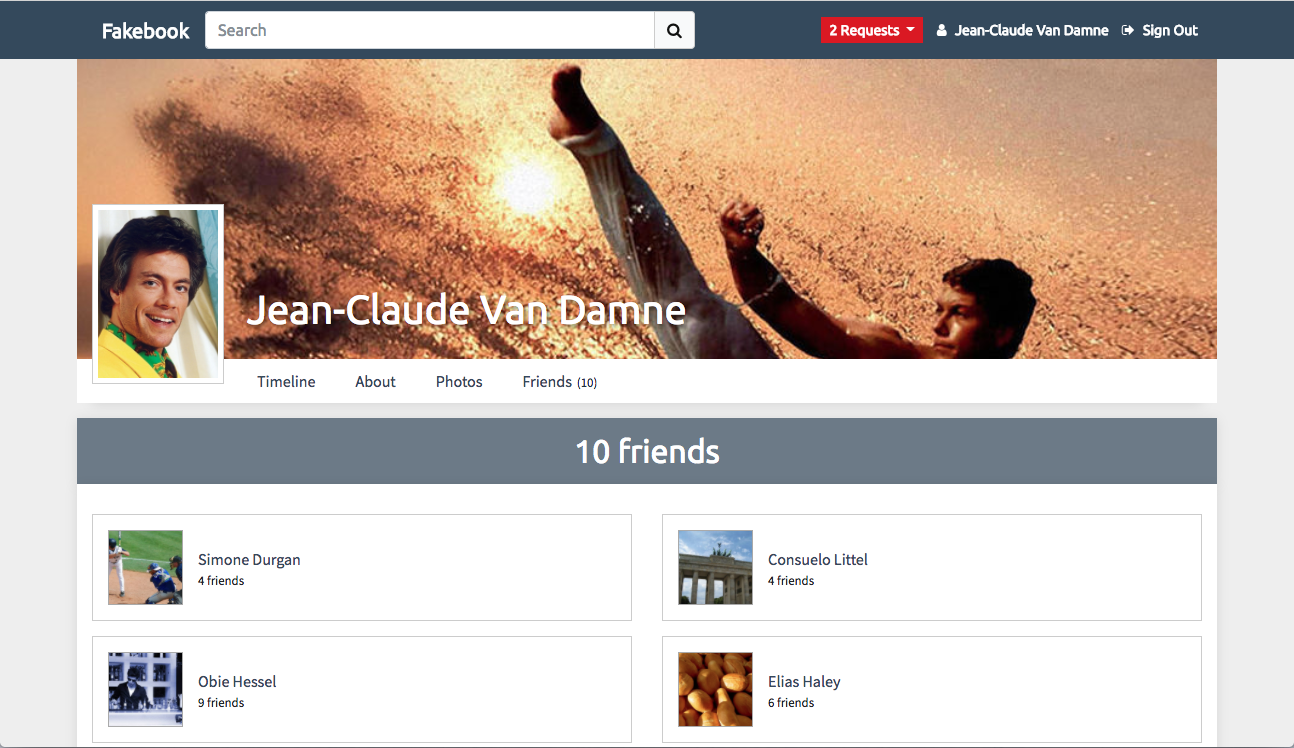 Fakebook
Search
2 Requests
Jean-Claude Van Damne
Sign Out
Jean-Claude Van Damne
Timeline
About
Photos
Friends (10)
10 friends
Simone Durgan
4 friends
Consuelo Littel
4 friends
Obie Hessel
9 friends
Elias Haley
6 friends